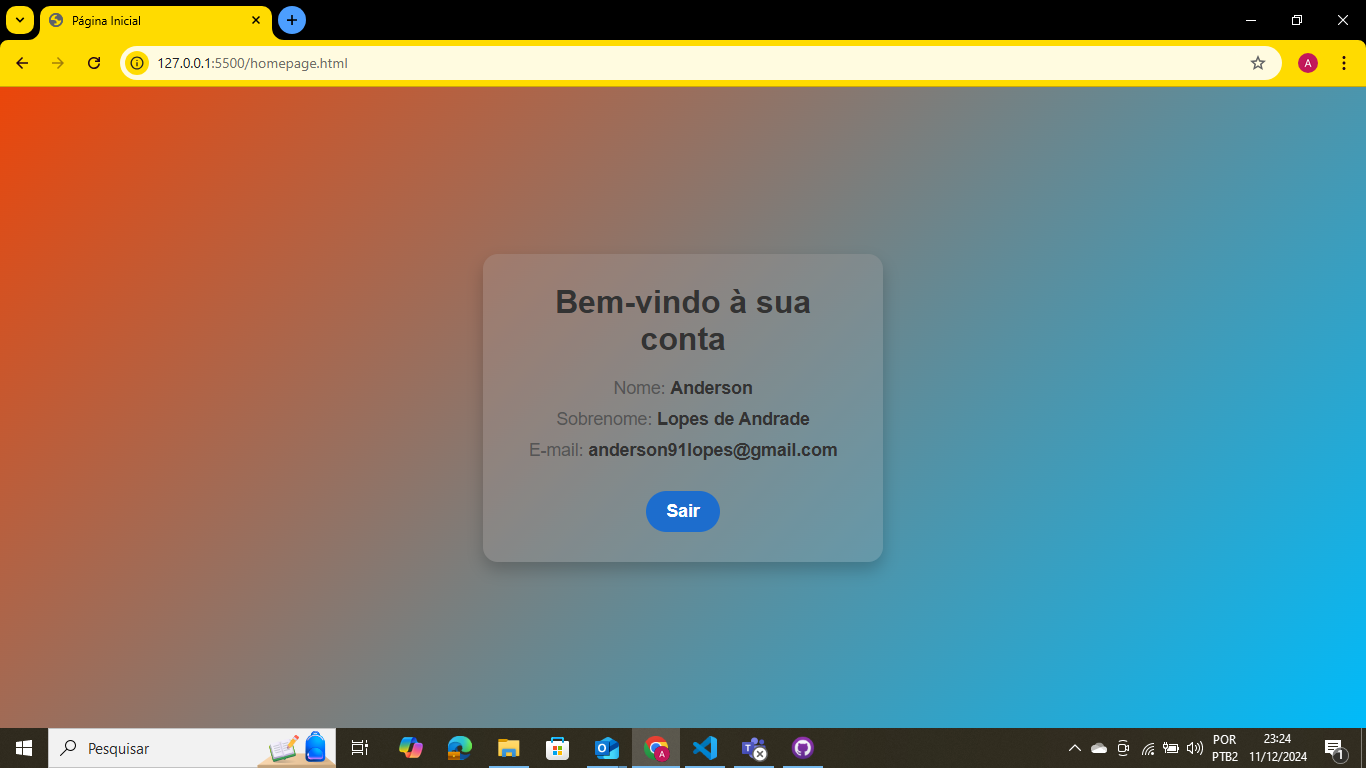 Página Inicial
127.0.0.1:5500/homepage.html
A
Bem-vindo à sua
conta
Nome: Anderson
Sobrenome: Lopes de Andrade
E-mail: anderson91lopes@gmail.com
Sair
Pesquisar
A
POR
PTB2
23:24
11/12/2024
1